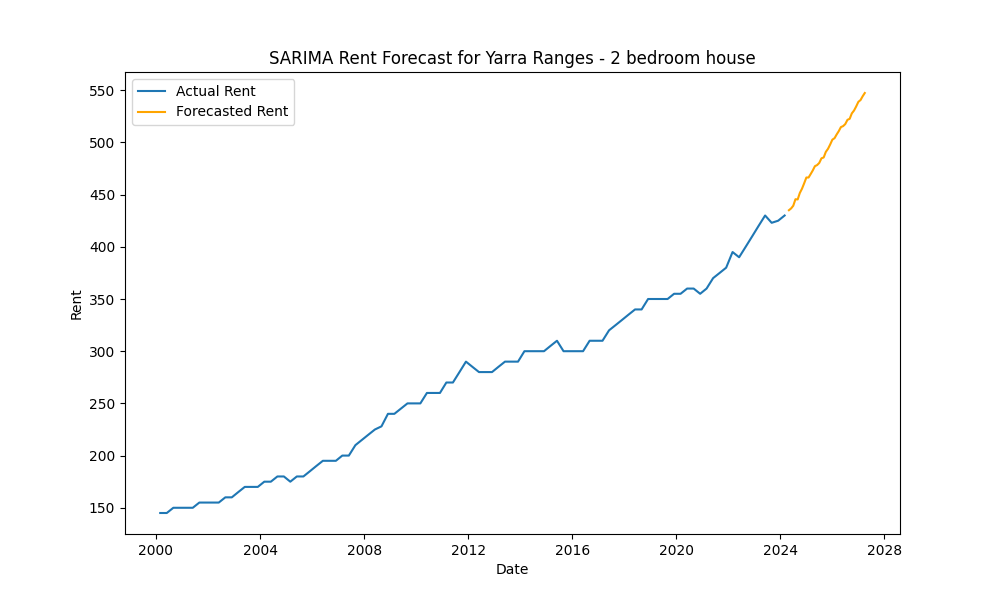 SARIMA Rent Forecast for Yarra Ranges - 2 bedroom house
Actual Rent
Forecasted Rent
550
500
450
400
350
300
250
200
150
Rent
2000 2004 2008 2012 2016 2020 2024 2028
Date